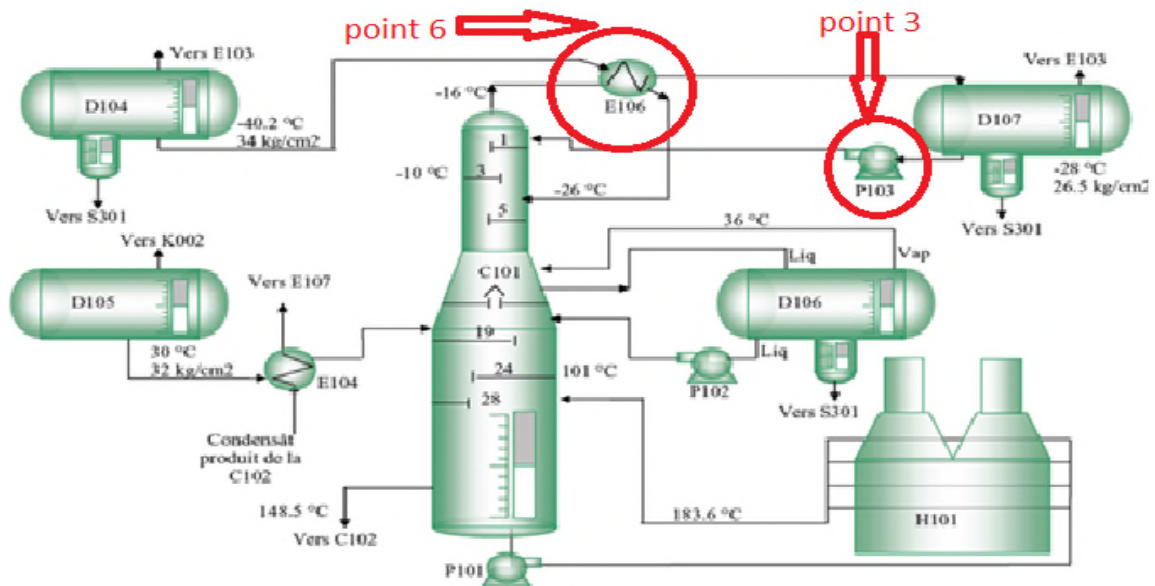 point 6
point 3
Vers E103
Vers E103
D104
E106
D107
-16 °C
-40.2 °C
34 kg/cm2
1
P103
-10 °C
3
-28 °C
26.5 kg/cm2
-26 °C
Vers S301
5
Vers S301
Vers K002
36 °C
Liq
Vap
Vers E107
C101
D105
D106
30 °C
32 kg/cm2
19
Liq
E104
24
101 °C
P102
28
Vers S301
Condensât
produit de la
C102
148.5 °C
183.6 °C
H101
Vers C102
P101